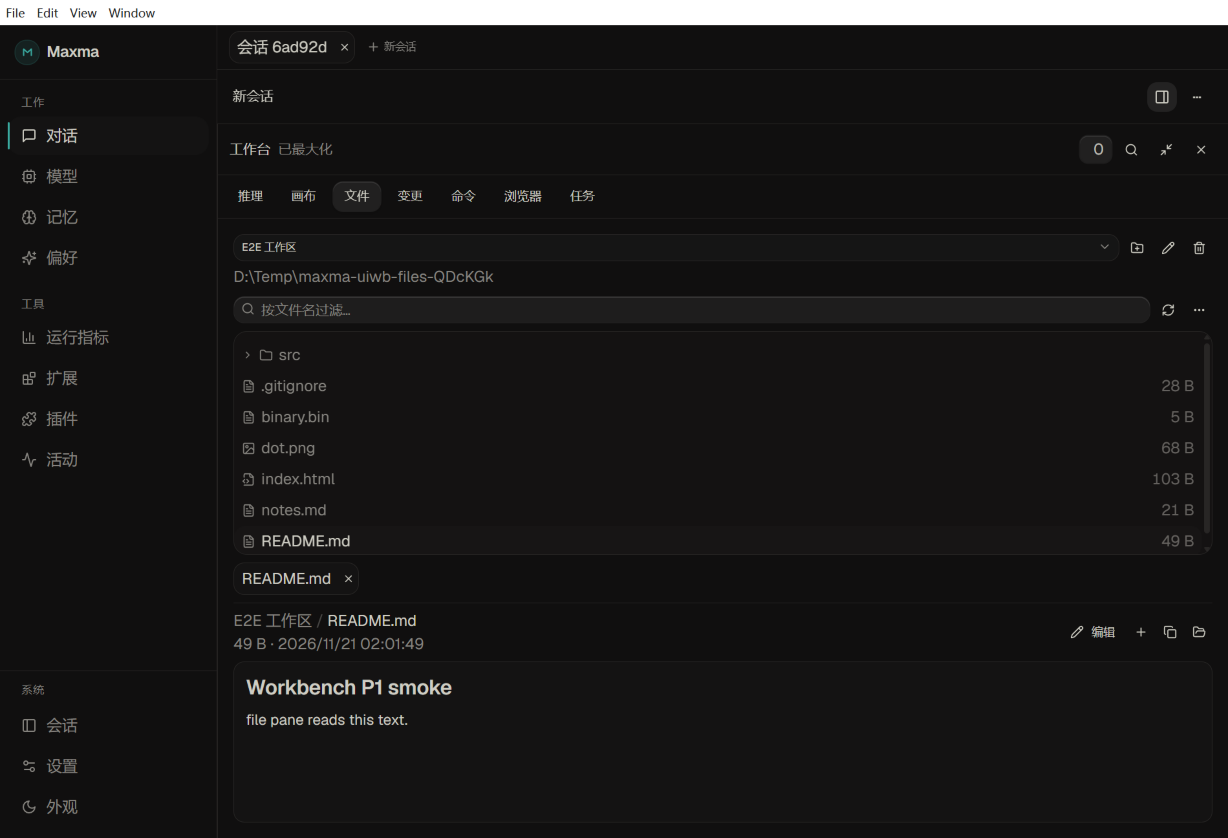 File Edit View Window
Maxma
会话 6ad92d
新会话
工作
对话
模型
记忆
偏好
工具
运行指标
扩展
插件
活动
系统
会话
设置
外观
新会话
工作台 已最大化
0
推理 画布 文件 变更 命令 浏览器 任务
E2E 工作区
D:\Temp\maxma-uiwb-files-QDcKGk
按文件名过滤...
src
.gitignore 28 B
binary.bin 5 B
dot.png 68 B
index.html 103 B
notes.md 21 B
README.md 49 B
README.md
E2E 工作区 / README.md
49 B · 2026/11/21 02:01:49
编辑
Workbench P1 smoke
file pane reads this text.